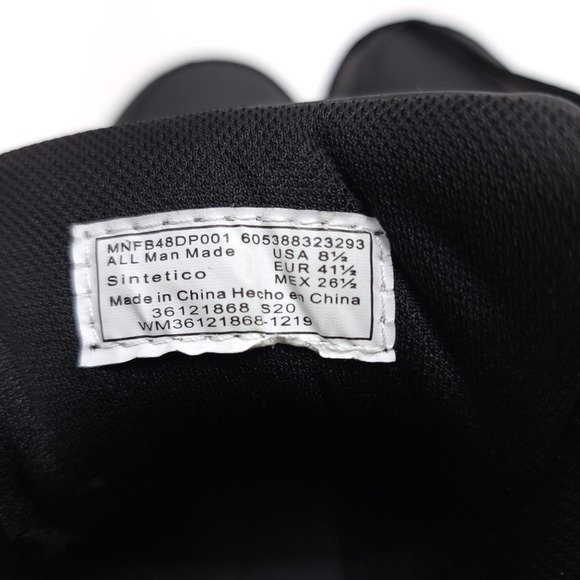 MNFB48DP001 605388323293
ALL Man Made USA 8½
Sintetico EUR 41½
MEX 26½
Made in China Hecho en China
36121868 S20
WM36121868-1219